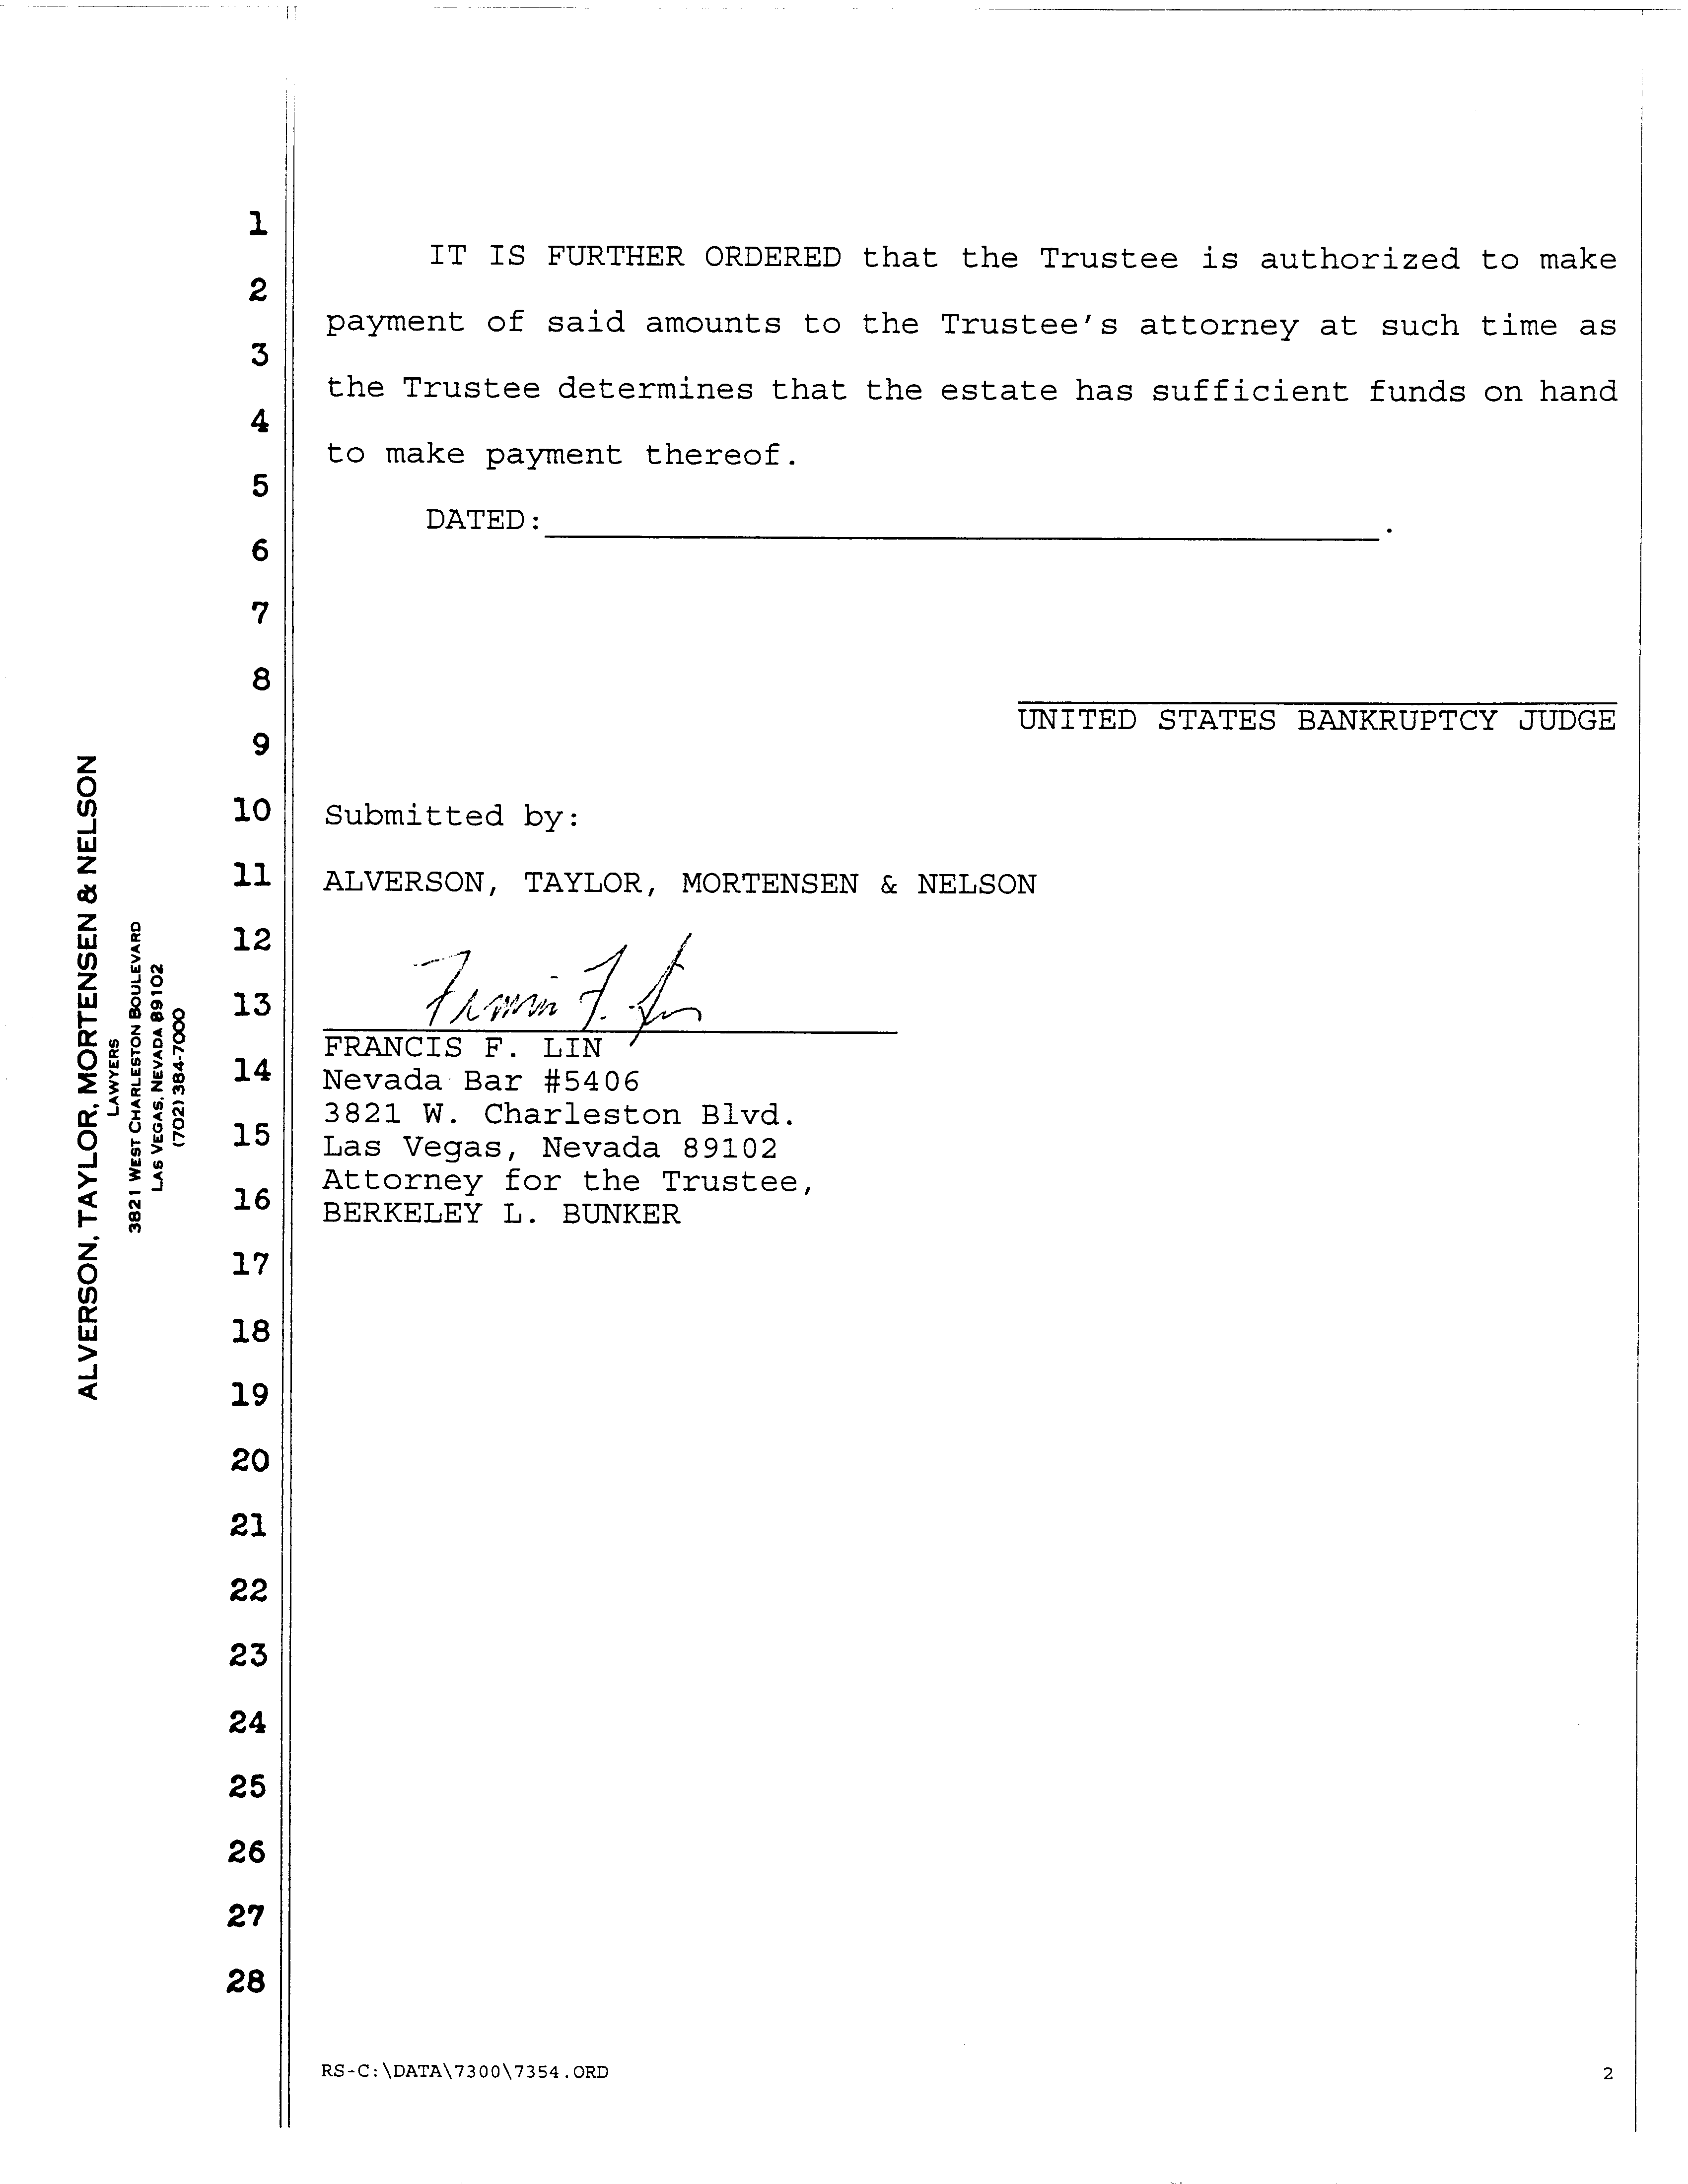 ALVERSON, TAYLOR, MORTENSEN & NELSON
LAWYERS
3821 WEST CHARLESTON BOULEVARD
LAS VEGAS, NEVADA 89102
(702) 384-7000
1
IT IS FURTHER ORDERED that the Trustee is authorized to make
2
payment of said amounts to the Trustee's attorney at such time as
3
the Trustee determines that the estate has sufficient funds on hand
4
to make payment thereof.
5
DATED: .
6
7
8
UNITED STATES BANKRUPTCY JUDGE
9
10 Submitted by:
11 ALVERSON, TAYLOR, MORTENSEN & NELSON
12
13 Francis F. Lin
FRANCIS F. LIN
14
Nevada Bar #5406
3821 W. Charleston Blvd.
15
Las Vegas, Nevada 89102
Attorney for the Trustee,
16
BERKELEY L. BUNKER
17
18
19
20
21
22
23
24
25
26
27
28
RS-C:\DATA\7300\7354.ORD 2